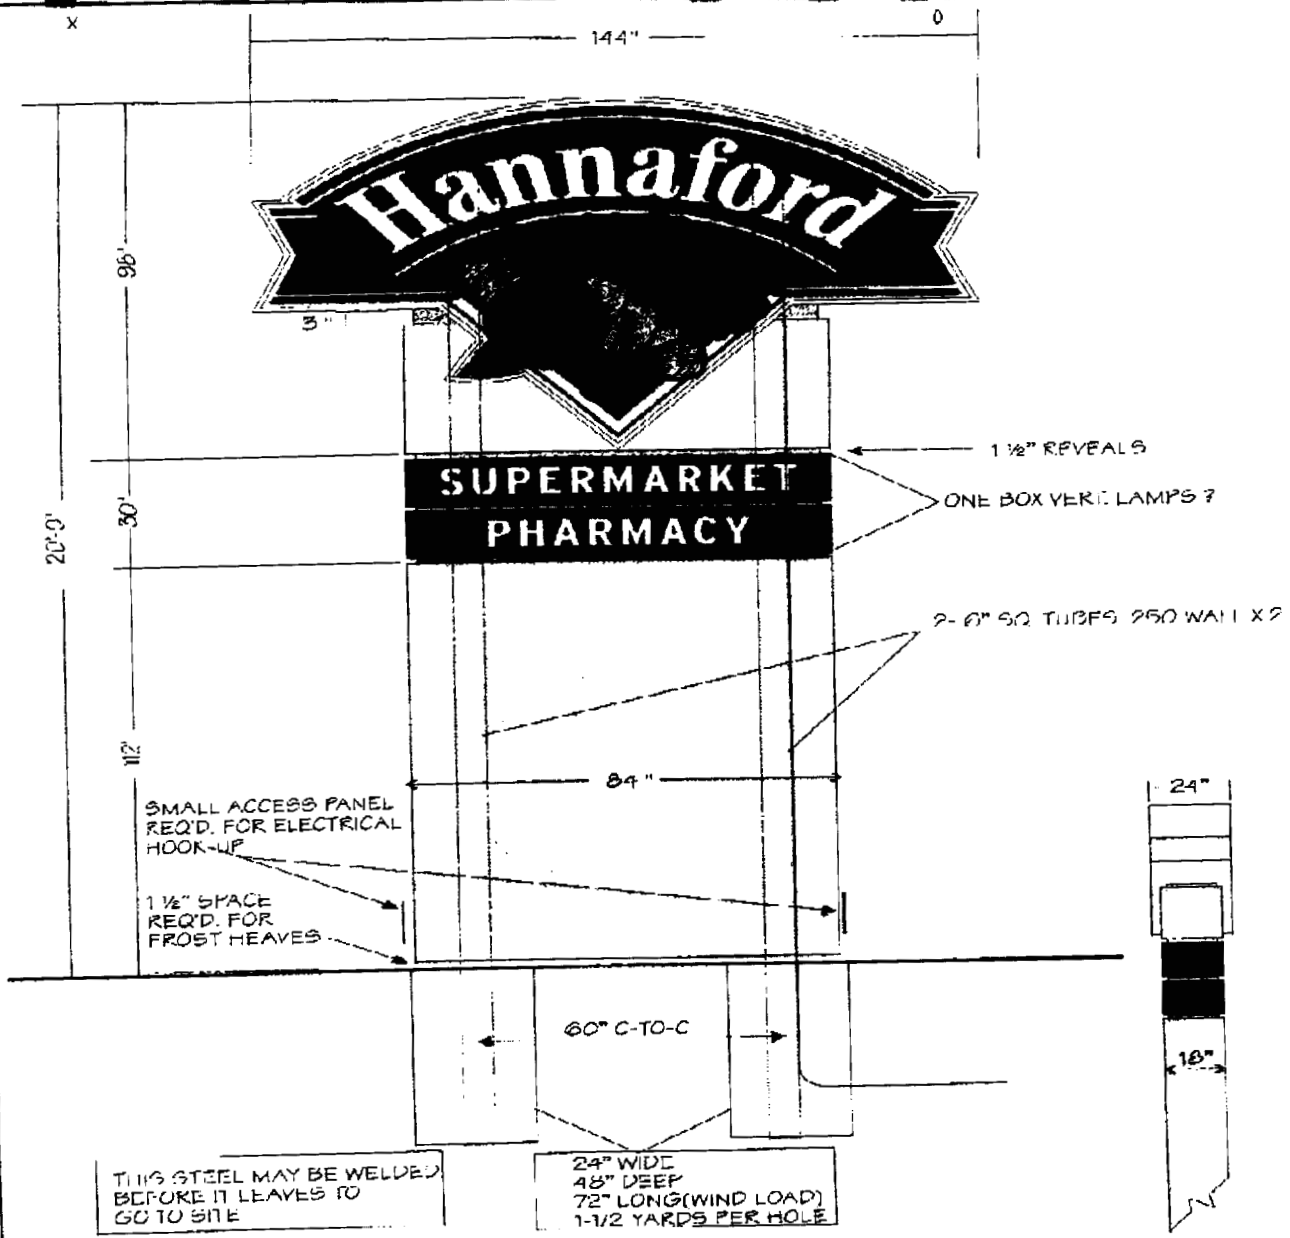 X
O
144"
Hannaford
98'
3"
1 ½" REVEALS
SUPERMARKET
ONE BOX VERT. LAMPS ?
PHARMACY
30'
20'-0'
2- 6" SQ TUBES 250 WALL X 2
112'
84"
24"
SMALL ACCESS PANEL
REQ'D. FOR ELECTRICAL
HOOK-UP
1 ½" SPACE
REQ'D. FOR
FROST HEAVES
60" C-TO-C
18"
THIS STEEL MAY BE WELDED
BEFORE IT LEAVES TO
GO TO SITE
24" WIDE
48" DEEP
72" LONG(WIND LOAD)
1-1/2 YARDS PER HOLE